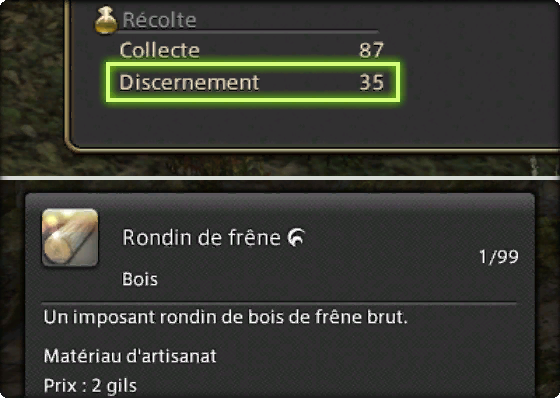 Récolte
Collecte 87
Discernement 35
Rondin de frêne
1/99
Bois
Un imposant rondin de bois de frêne brut.
Matériau d'artisanat
Prix : 2 gils